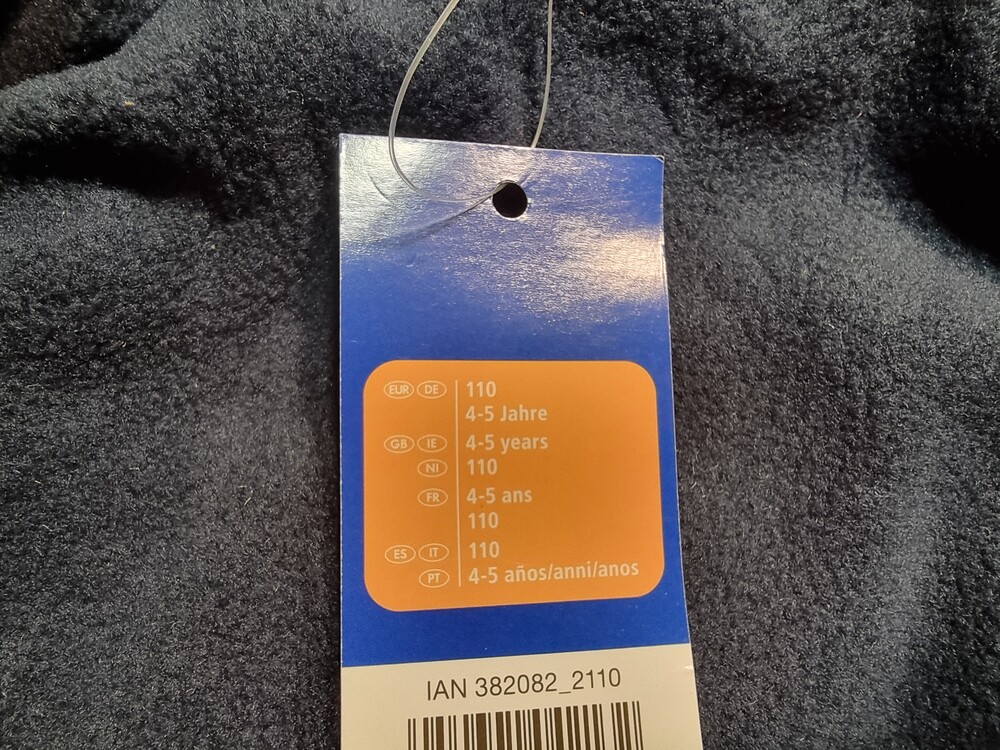 EUR DE 110
4-5 Jahre
GB IE 4-5 years
NI 110
FR 4-5 ans
110
ES IT 110
PT 4-5 años/anni/anos
IAN 382082_2110